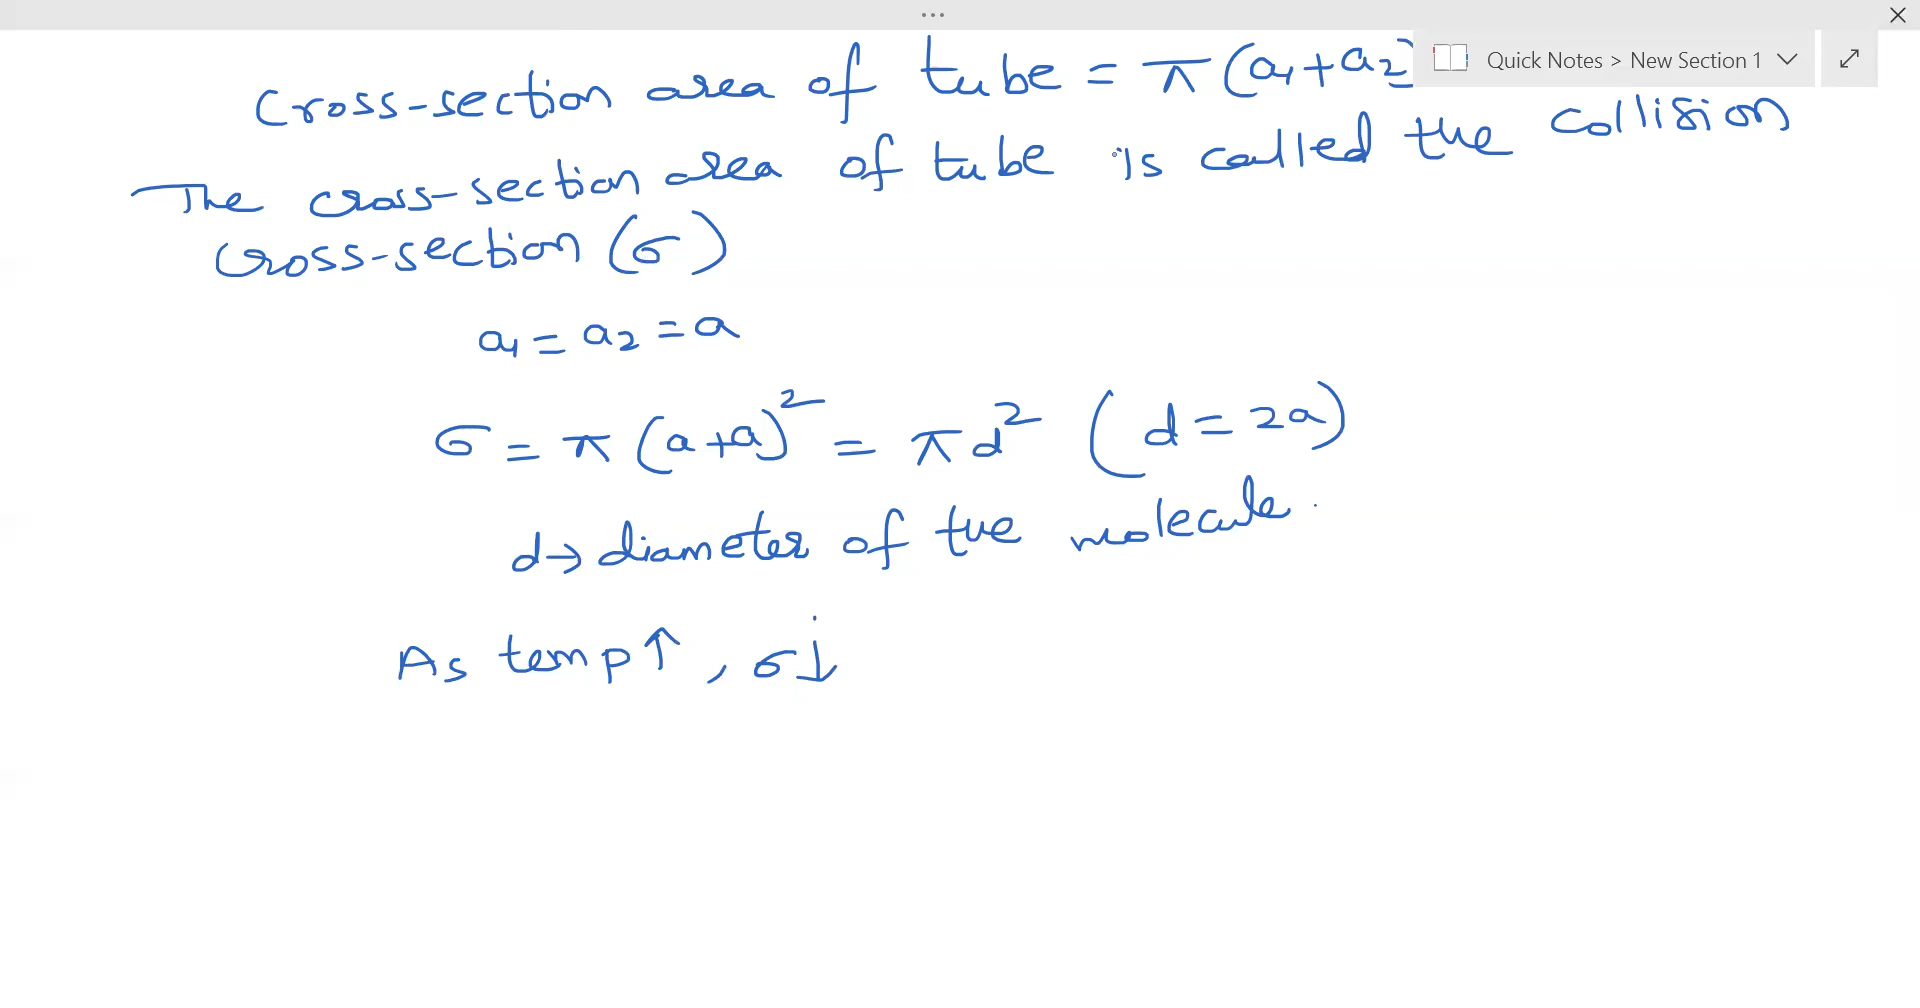 Cross-section area of tube = π(a₁+a₂)
Quick Notes > New Section 1
The cross-section area of tube is called the collision
cross-section (σ)
a₁ = a₂ = a
σ = π(a+a)² = πd² (d = 2a)
d → diameter of the molecule.
As temp ↑, σ↓